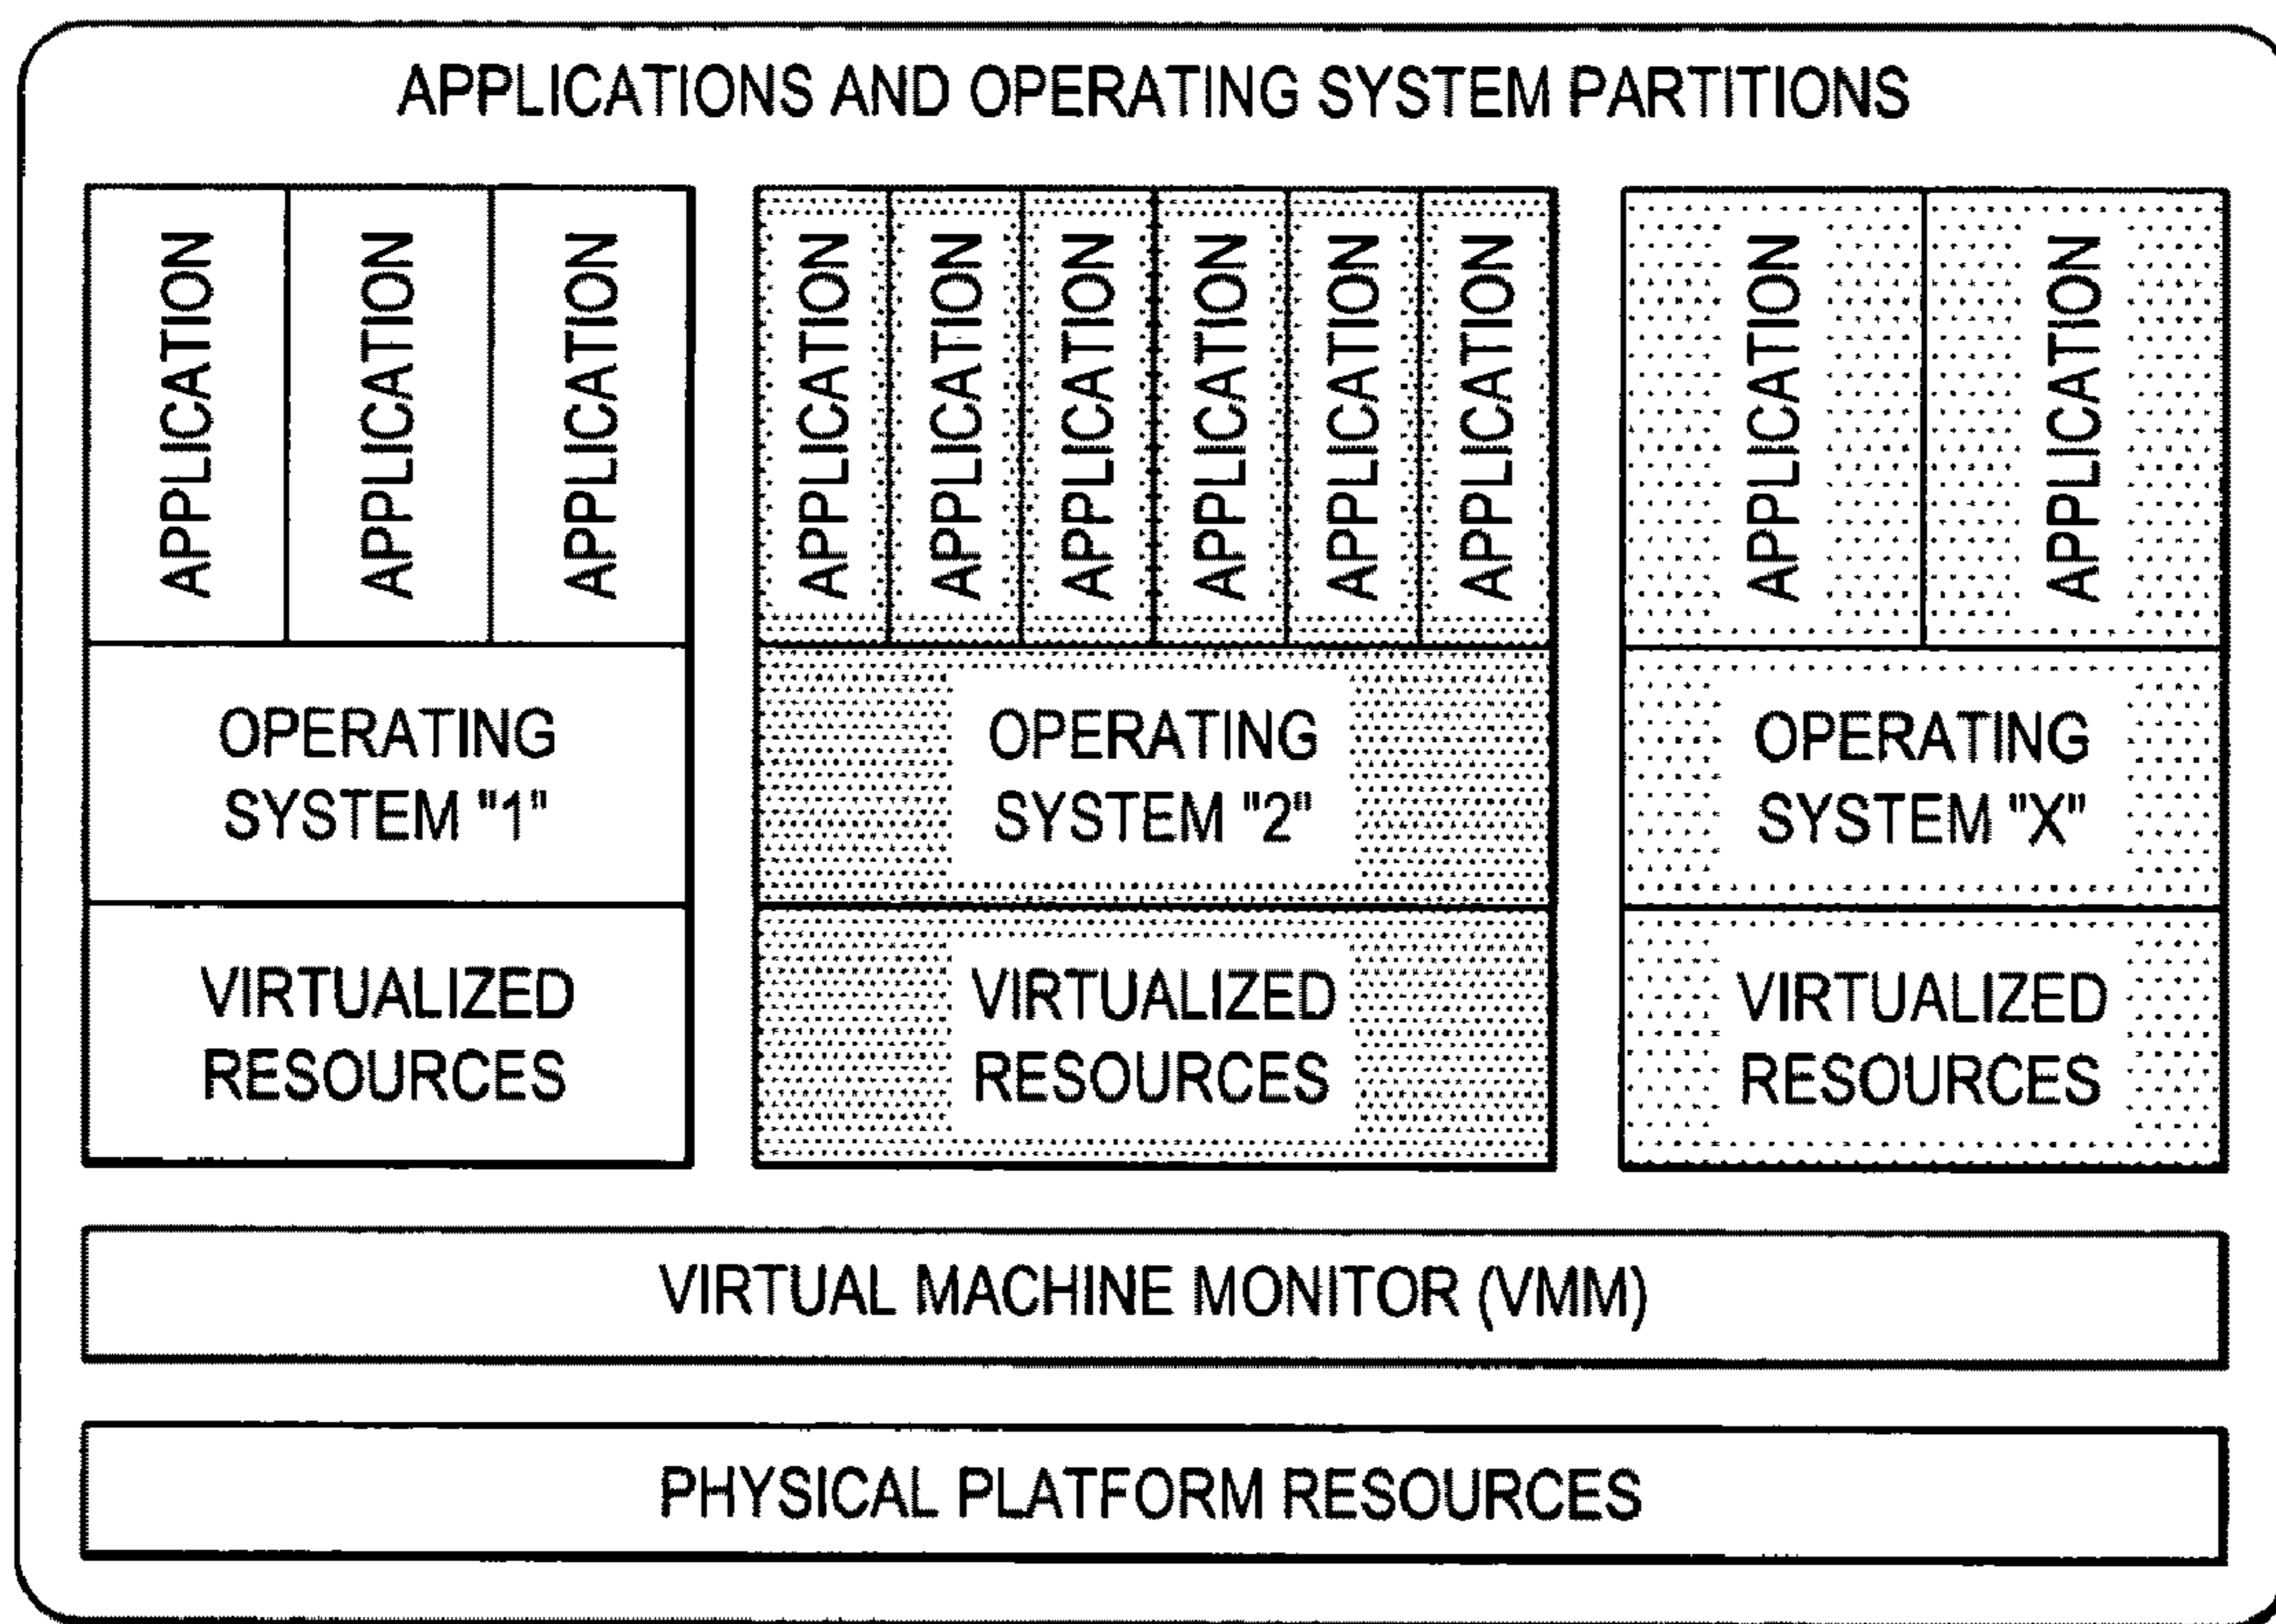 APPLICATIONS AND OPERATING SYSTEM PARTITIONS
APPLICATION
APPLICATION
APPLICATION
OPERATING
SYSTEM "1"
VIRTUALIZED
RESOURCES
APPLICATION
APPLICATION
APPLICATION
APPLICATION
APPLICATION
APPLICATION
OPERATING
SYSTEM "2"
VIRTUALIZED
RESOURCES
APPLICATION
APPLICATION
OPERATING
SYSTEM "X"
VIRTUALIZED
RESOURCES
VIRTUAL MACHINE MONITOR (VMM)
PHYSICAL PLATFORM RESOURCES